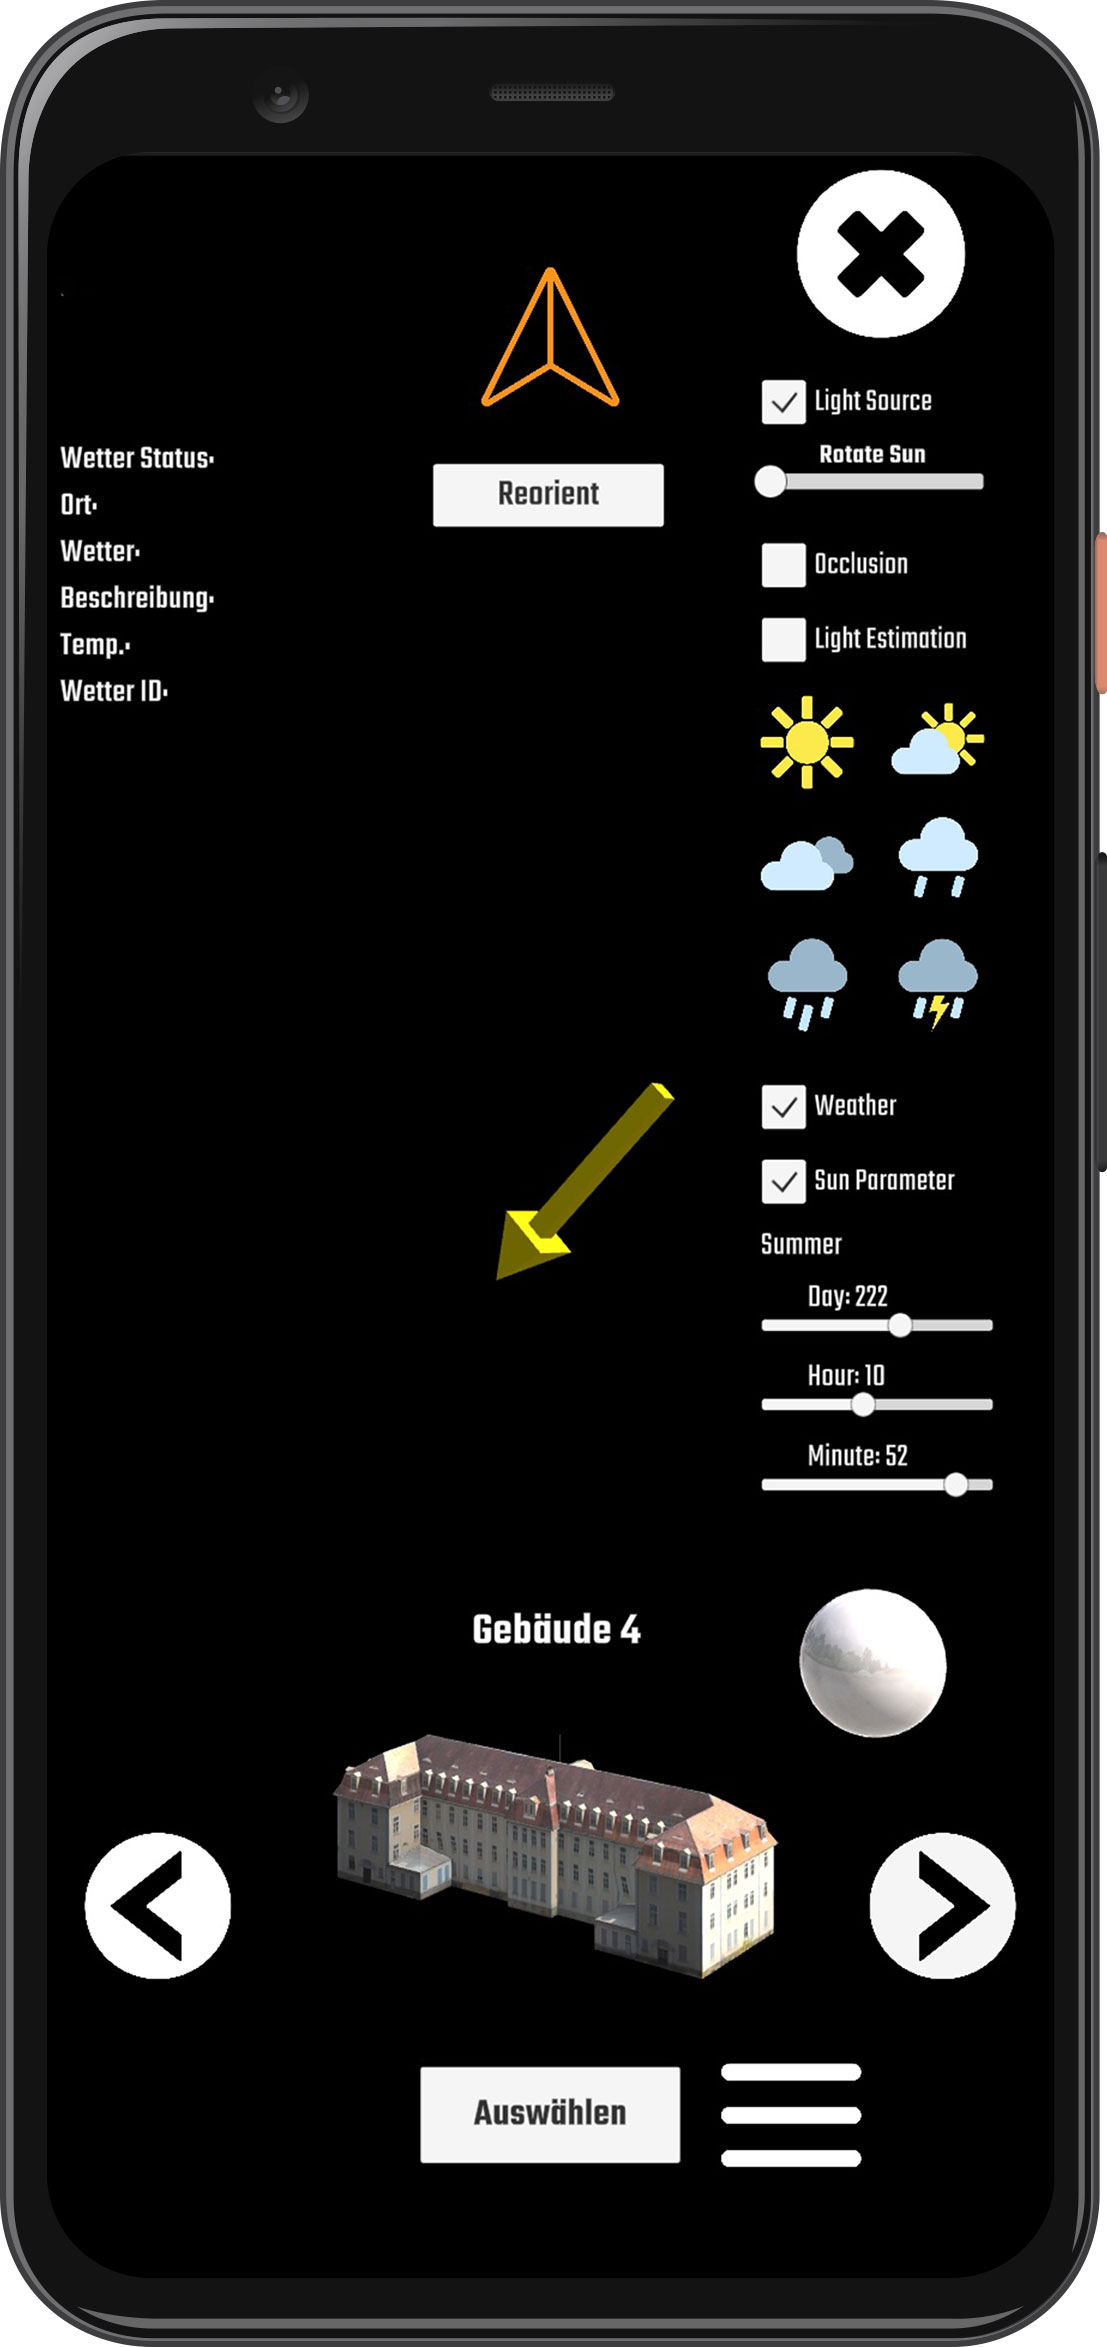 Light Source
Rotate Sun
Wetter Status:
Ort:
Wetter:
Beschreibung:
Temp.:
Wetter ID:
Reorient
Occlusion
Light Estimation
Weather
Sun Parameter
Summer
Day: 222
Hour: 10
Minute: 52
Gebäude 4
Auswählen